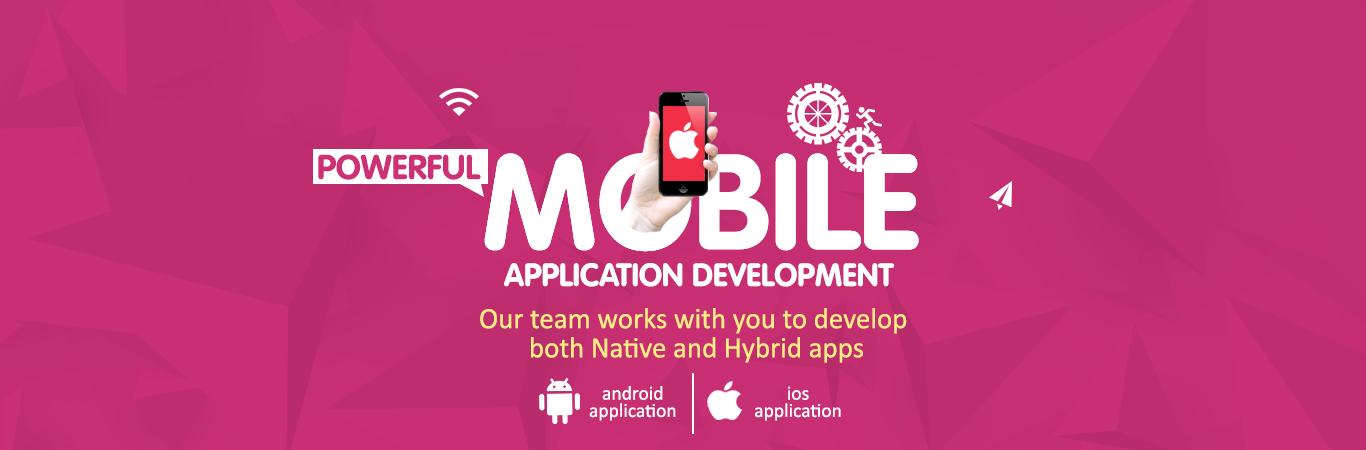 POWERFUL
MOBILE
APPLICATION DEVELOPMENT
Our team works with you to develop
both Native and Hybrid apps
android
application
ios
application